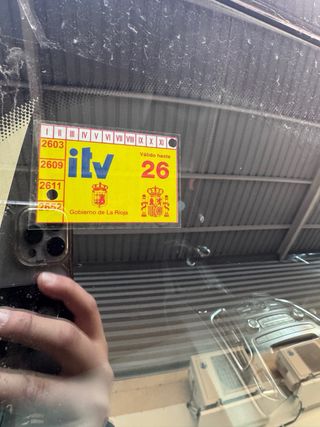 I II III IV V VI VII VIII IX X XI
2603
itv
Válido hasta
2609
26
2611
2652
Gobierno de La Rioja